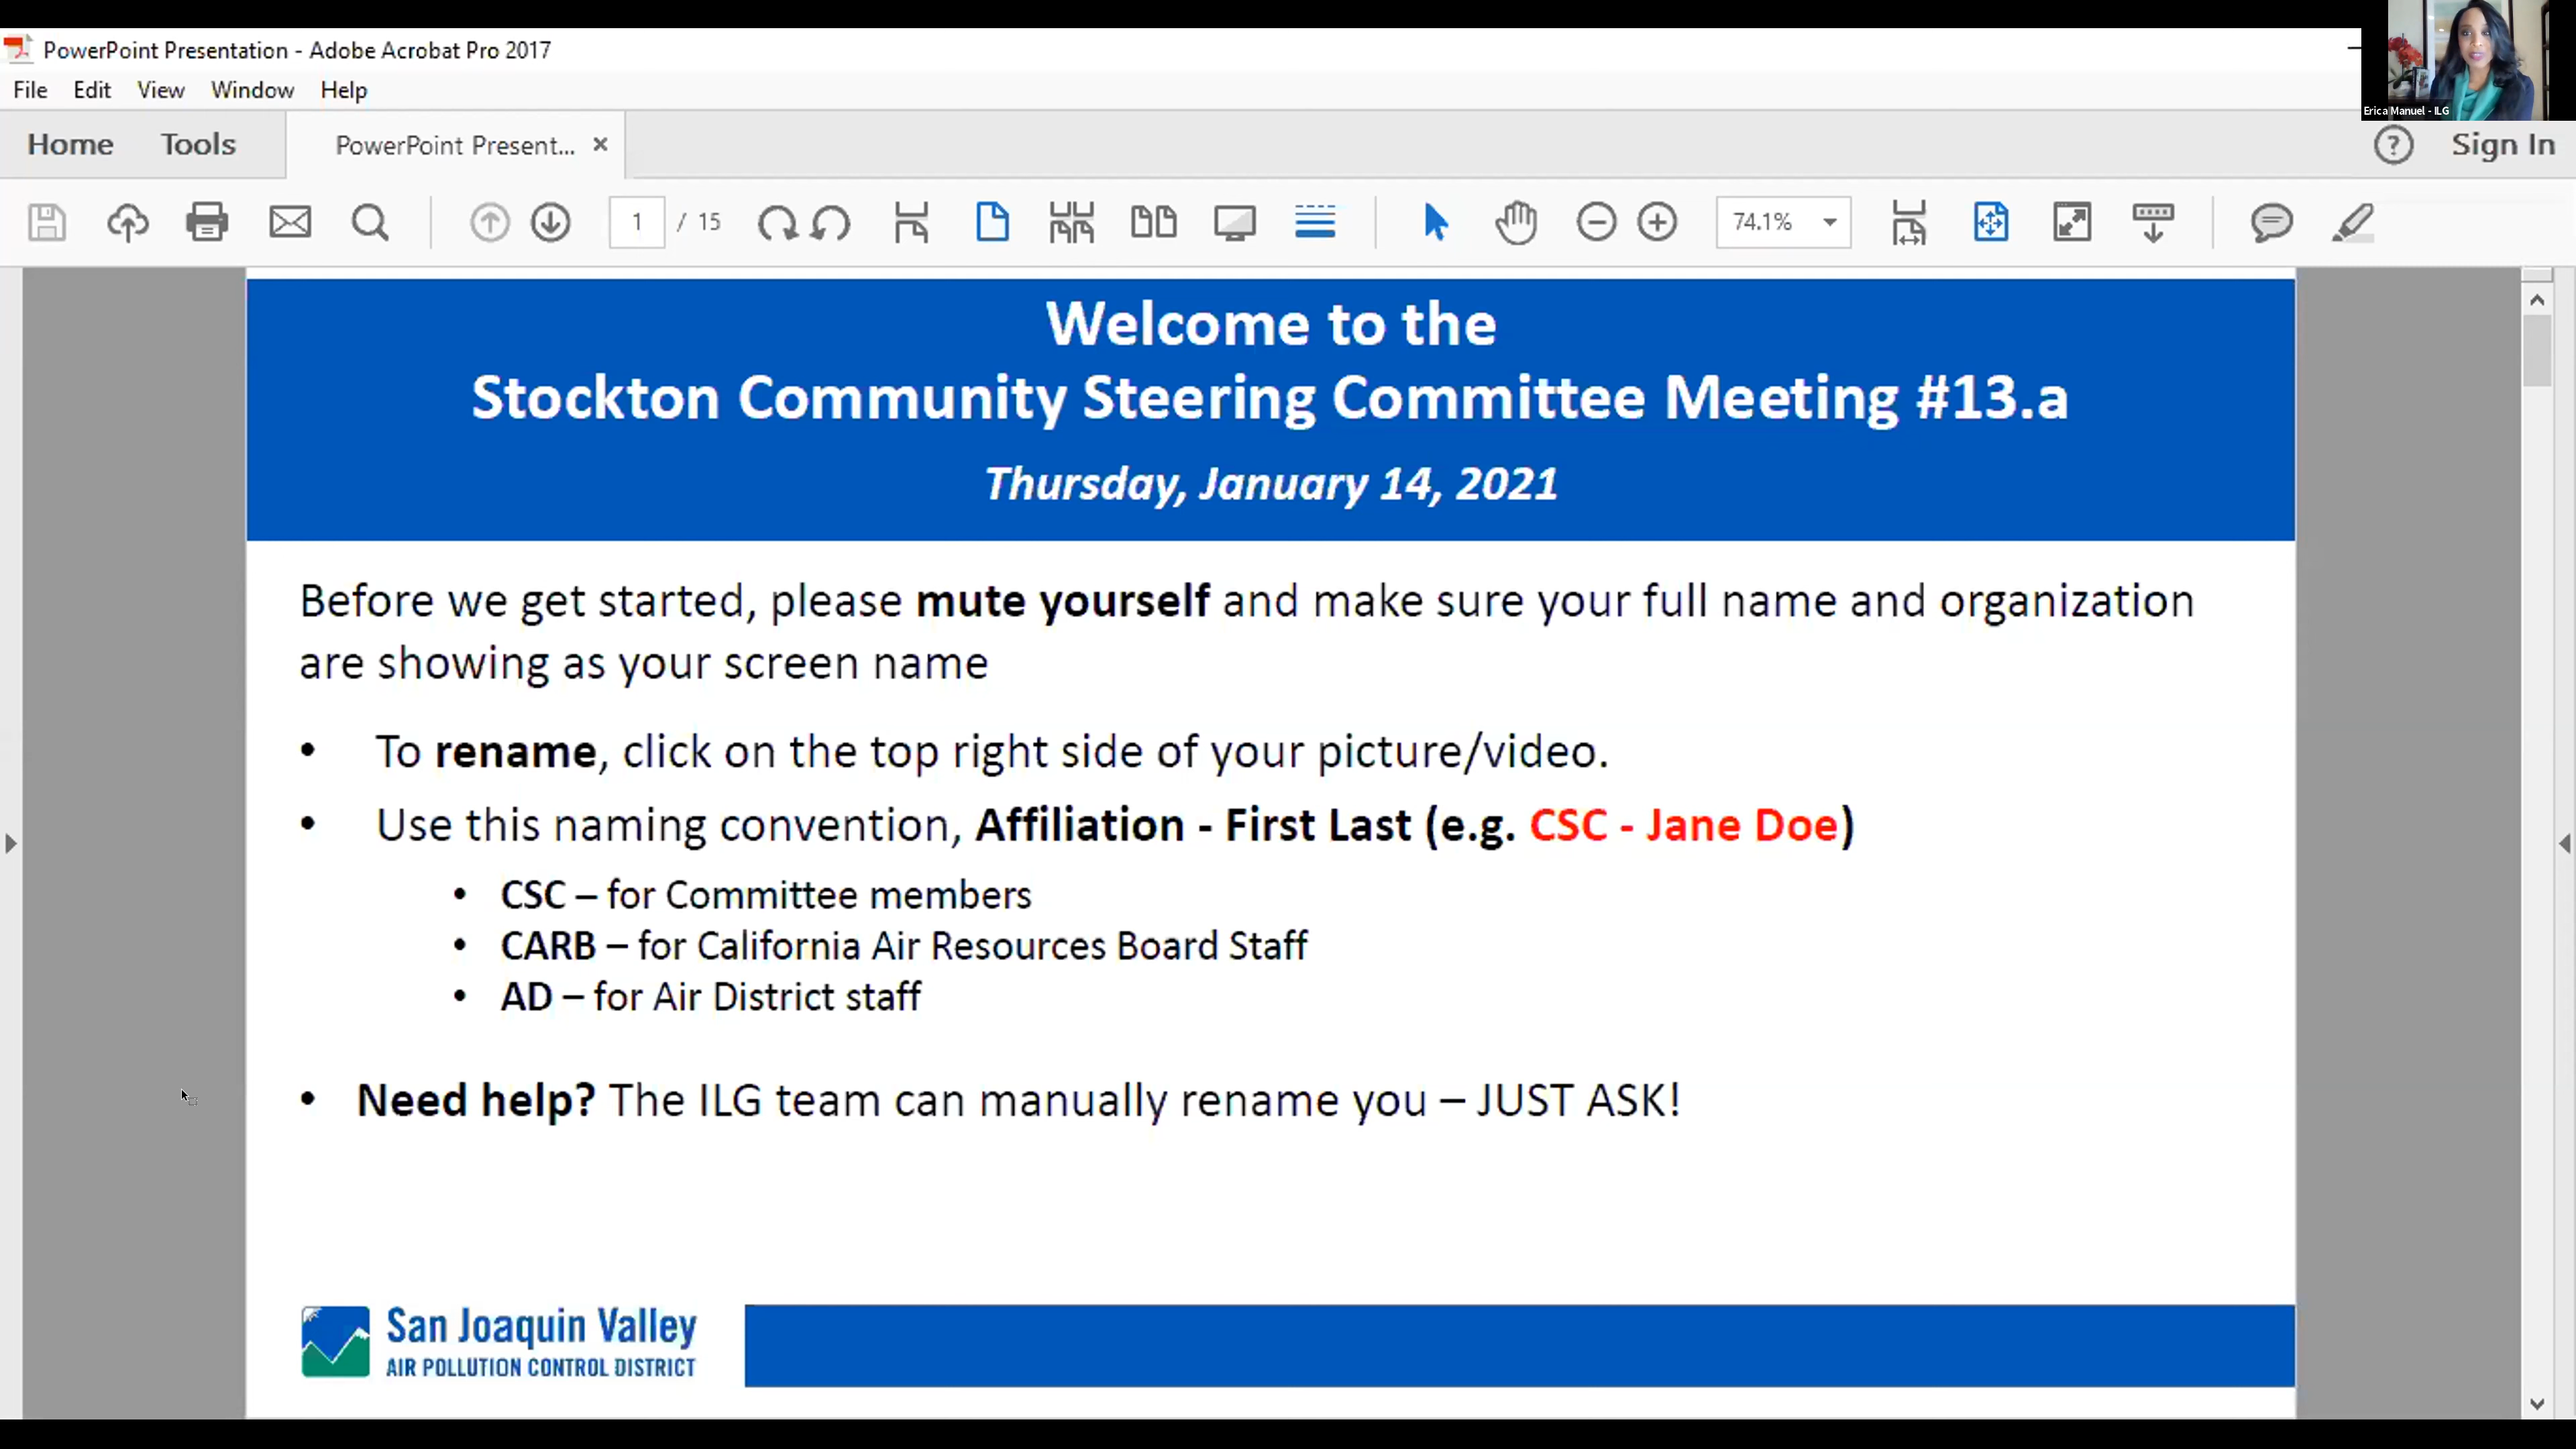 PowerPoint Presentation - Adobe Acrobat Pro 2017
Erica Manuel - ILG
File Edit View Window Help
Home Tools PowerPoint Present... Sign In
1 / 15 74.1%
Welcome to the
Stockton Community Steering Committee Meeting #13.a
Thursday, January 14, 2021
Before we get started, please mute yourself and make sure your full name and organization
are showing as your screen name
• To rename, click on the top right side of your picture/video.
• Use this naming convention, Affiliation - First Last (e.g. CSC - Jane Doe)
• CSC – for Committee members
• CARB – for California Air Resources Board Staff
• AD – for Air District staff
• Need help? The ILG team can manually rename you – JUST ASK!
San Joaquin Valley
AIR POLLUTION CONTROL DISTRICT